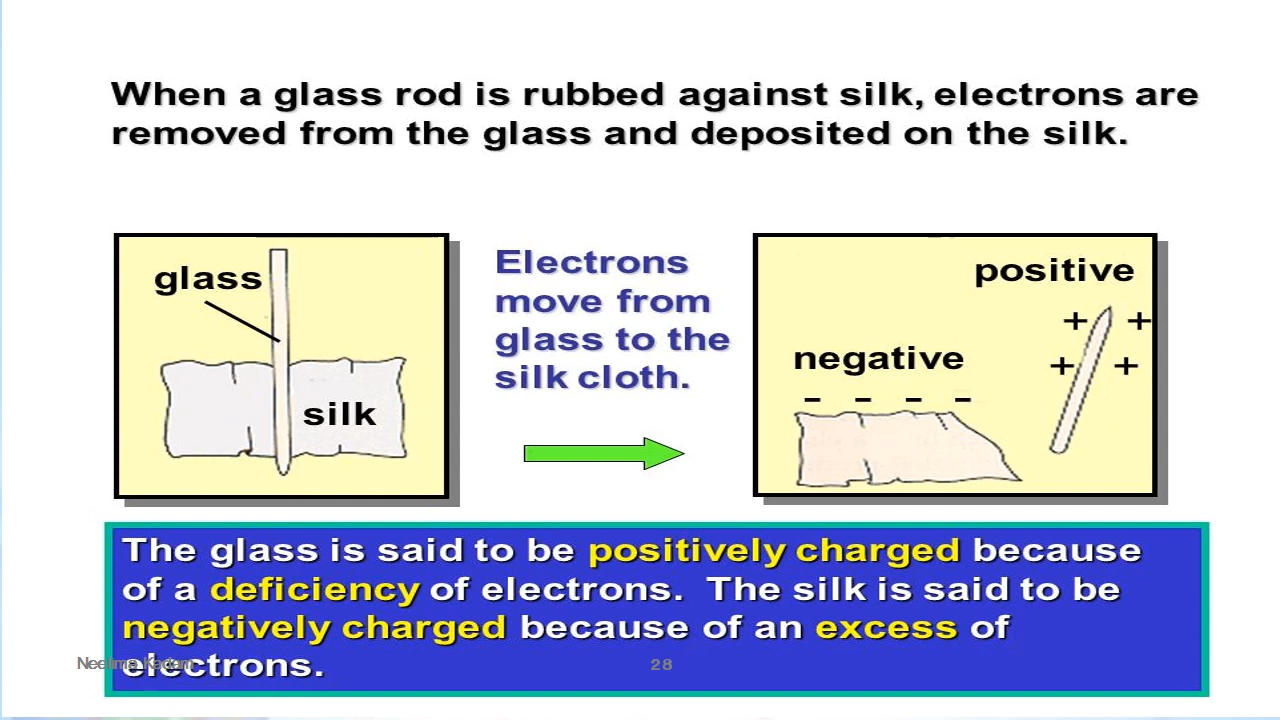 When a glass rod is rubbed against silk, electrons are
removed from the glass and deposited on the silk.
glass
silk
Electrons
move from
glass to the
silk cloth.
positive
+ +
+ +
negative
- - - -
The glass is said to be positively charged because
of a deficiency of electrons. The silk is said to be
negatively charged because of an excess of
electrons.
Neelima Kadam
28